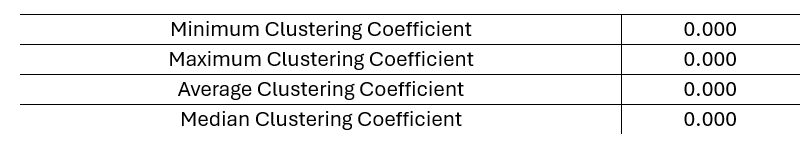 Minimum Clustering Coefficient 0.000
Maximum Clustering Coefficient 0.000
Average Clustering Coefficient 0.000
Median Clustering Coefficient 0.000